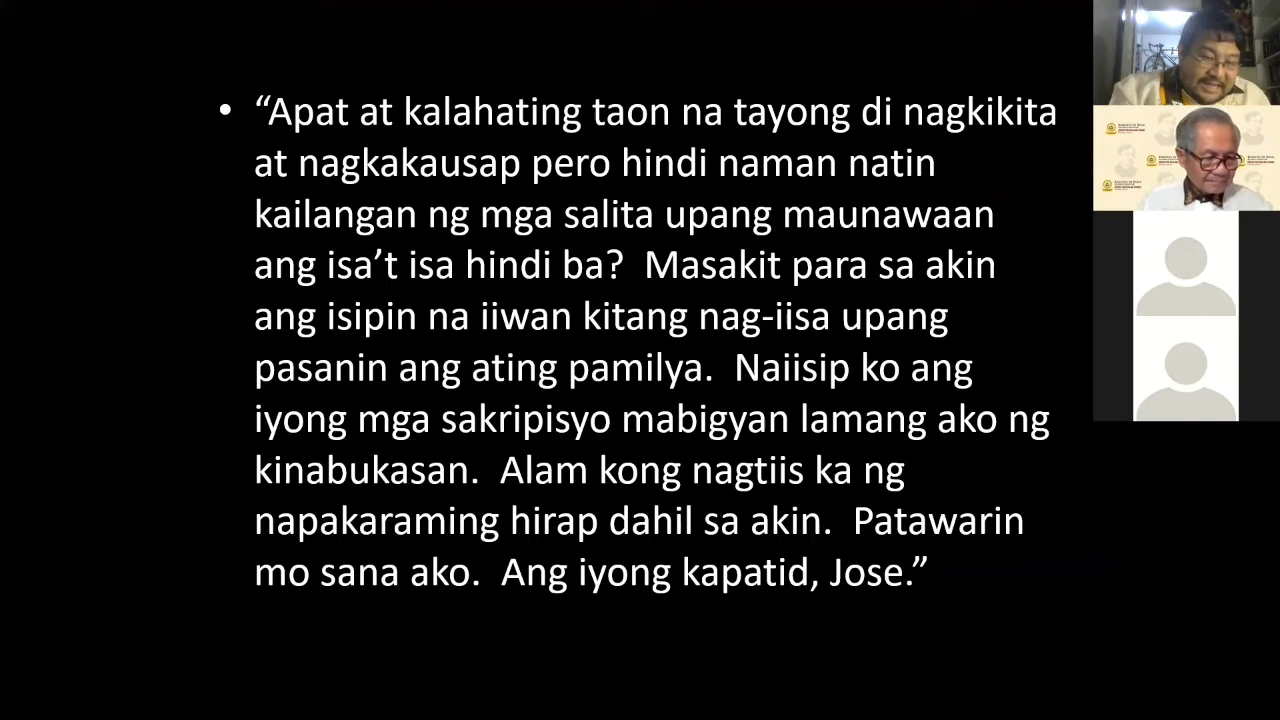 • “Apat at kalahating taon na tayong di nagkikita
at nagkakausap pero hindi naman natin
kailangan ng mga salita upang maunawaan
ang isa’t isa hindi ba?  Masakit para sa akin
ang isipin na iiwan kitang nag-iisa upang
pasanin ang ating pamilya.  Naiisip ko ang
iyong mga sakripisyo mabigyan lamang ako ng
kinabukasan.  Alam kong nagtiis ka ng
napakaraming hirap dahil sa akin.  Patawarin
mo sana ako.  Ang iyong kapatid, Jose.”